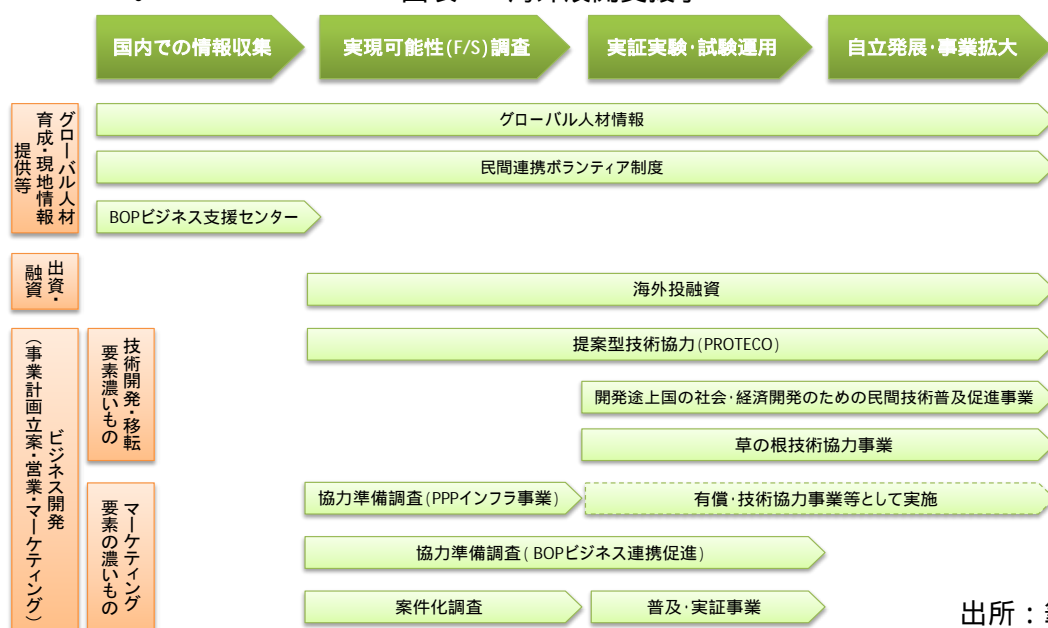 国内での情報収集
実現可能性(F/S)調査
実証実験･試験運用
自立発展･事業拡大
グローバル人材
育成・現地情報
提供等
グローバル人材情報
民間連携ボランティア制度
BOPビジネス支援センター
出資・
融資
海外投融資
ビジネス開発
（事業計画立案・営業・マーケティング）
技術開発・移転
要素濃いもの
提案型技術協力(PROTECO)
開発途上国の社会･経済開発のための民間技術普及促進事業
草の根技術協力事業
マーケティング
要素の濃いもの
協力準備調査(PPPインフラ事業)
有償･技術協力事業等として実施
協力準備調査( BOPビジネス連携促進)
案件化調査
普及･実証事業
出所：